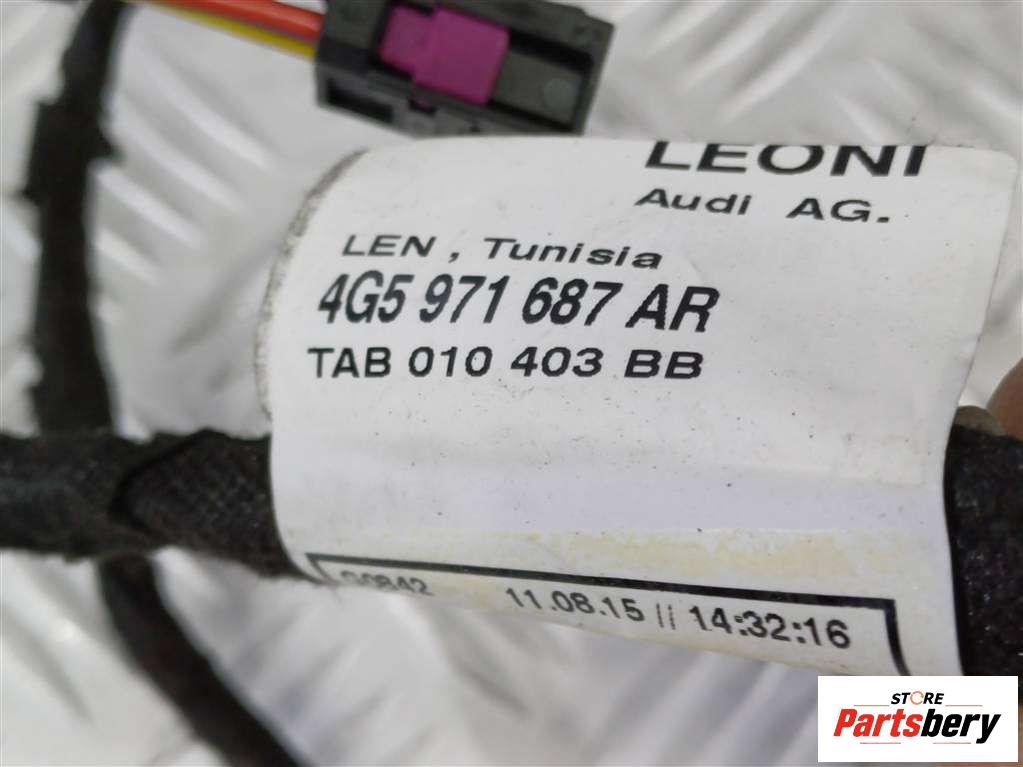 LEONI
Audi AG.
LEN, Tunisia
4G5 971 687 AR
TAB 010 403 BB
G0842 11.08.15 // 14:32:16
STORE
Partsbery